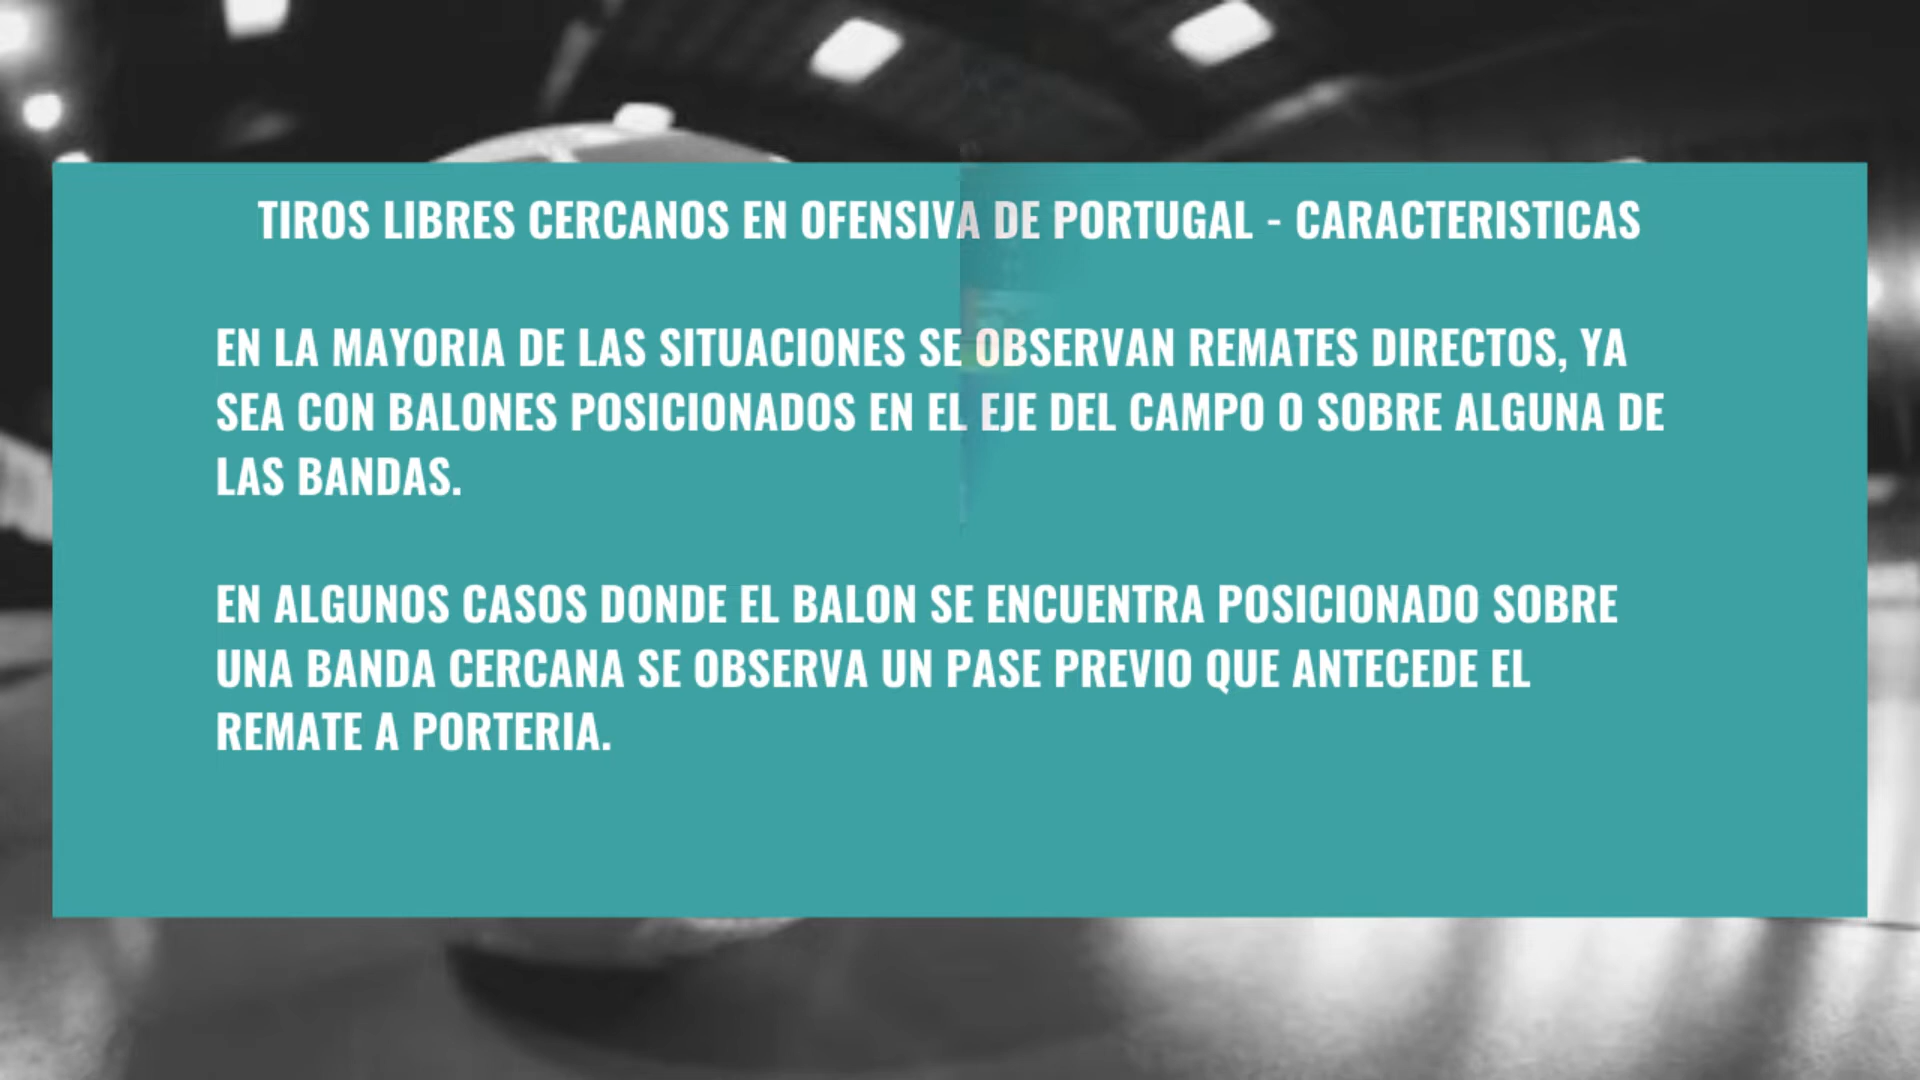 TIROS LIBRES CERCANOS EN OFENSIVA DE PORTUGAL - CARACTERISTICAS
EN LA MAYORIA DE LAS SITUACIONES SE OBSERVAN REMATES DIRECTOS, YA
SEA CON BALONES POSICIONADOS EN EL EJE DEL CAMPO O SOBRE ALGUNA DE
LAS BANDAS.
EN ALGUNOS CASOS DONDE EL BALON SE ENCUENTRA POSICIONADO SOBRE
UNA BANDA CERCANA SE OBSERVA UN PASE PREVIO QUE ANTECEDE EL
REMATE A PORTERIA.